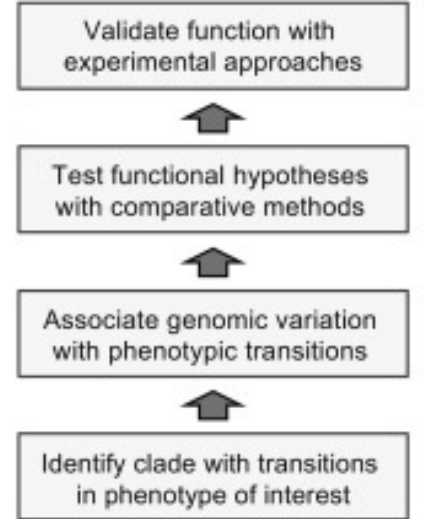 Validate function with
experimental approaches
Test functional hypotheses
with comparative methods
Associate genomic variation
with phenotypic transitions
Identify clade with transitions
in phenotype of interest